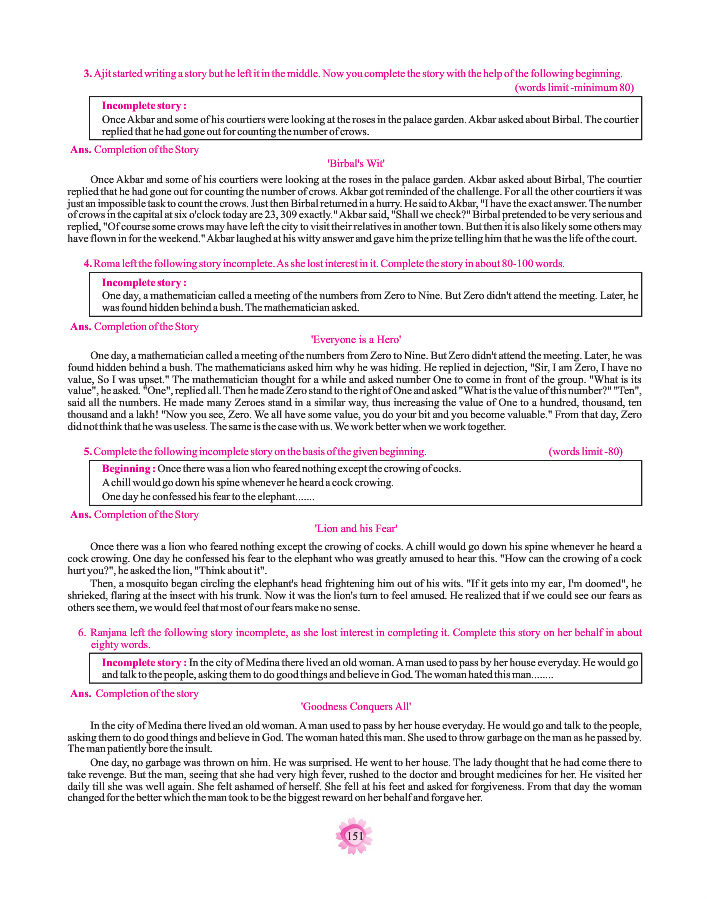 3. Ajit started writing a story but he left it in the middle. Now you complete the story with the help of the following beginning.
(words limit -minimum 80)
Incomplete story :
Once Akbar and some of his courtiers were looking at the roses in the palace garden. Akbar asked about Birbal. The courtier
replied that he had gone out for counting the number of crows.
Ans. Completion of the Story
'Birbal's Wit'
Once Akbar and some of his courtiers were looking at the roses in the palace garden. Akbar asked about Birbal, The courtier
replied that he had gone out for counting the number of crows. Akbar got reminded of the challenge. For all the other courtiers it was
just an impossible task to count the crows. Just then Birbal returned in a hurry. He said to Akbar, "I have the exact answer. The number
of crows in the capital at six o'clock today are 23, 309 exactly." Akbar said, "Shall we check?" Birbal pretended to be very serious and
replied, "Of course some crows may have left the city to visit their relatives in another town. But then it is also likely some others may
have flown in for the weekend." Akbar laughed at his witty answer and gave him the prize telling him that he was the life of the court.
4. Roma left the following story incomplete. As she lost interest in it. Complete the story in about 80-100 words.
Incomplete story :
One day, a mathematician called a meeting of the numbers from Zero to Nine. But Zero didn't attend the meeting. Later, he
was found hidden behind a bush. The mathematician asked.
Ans. Completion of the Story
'Everyone is a Hero'
One day, a mathematician called a meeting of the numbers from Zero to Nine. But Zero didn't attend the meeting. Later, he was
found hidden behind a bush. The mathematicians asked him why he was hiding. He replied in dejection, "Sir, I am Zero, I have no
value, So I was upset." The mathematician thought for a while and asked number One to come in front of the group. "What is its
value", he asked. "One", replied all. Then he made Zero stand to the right of One and asked "What is the value of this number?" "Ten",
said all the numbers. He made many Zeroes stand in a similar way, thus increasing the value of One to a hundred, thousand, ten
thousand and a lakh! "Now you see, Zero. We all have some value, you do your bit and you become valuable." From that day, Zero
did not think that he was useless. The same is the case with us. We work better when we work together.
5. Complete the following incomplete story on the basis of the given beginning. (words limit -80)
Beginning : Once there was a lion who feared nothing except the crowing of cocks.
A chill would go down his spine whenever he heard a cock crowing.
One day he confessed his fear to the elephant.......
Ans. Completion of the Story
'Lion and his Fear'
Once there was a lion who feared nothing except the crowing of cocks. A chill would go down his spine whenever he heard a
cock crowing. One day he confessed his fear to the elephant who was greatly amused to hear this. "How can the crowing of a cock
hurt you?", he asked the lion, "Think about it".
Then, a mosquito began circling the elephant's head frightening him out of his wits. "If it gets into my ear, I'm doomed", he
shrieked, flaring at the insect with his trunk. Now it was the lion's turn to feel amused. He realized that if we could see our fears as
others see them, we would feel that most of our fears make no sense.
6. Ranjana left the following story incomplete, as she lost interest in completing it. Complete this story on her behalf in about
eighty words.
Incomplete story : In the city of Medina there lived an old woman. A man used to pass by her house everyday. He would go
and talk to the people, asking them to do good things and believe in God. The woman hated this man........
Ans. Completion of the story
'Goodness Conquers All'
In the city of Medina there lived an old woman. A man used to pass by her house everyday. He would go and talk to the people,
asking them to do good things and believe in God. The woman hated this man. She used to throw garbage on the man as he passed by.
The man patiently bore the insult.
One day, no garbage was thrown on him. He was surprised. He went to her house. The lady thought that he had come there to
take revenge. But the man, seeing that she had very high fever, rushed to the doctor and brought medicines for her. He visited her
daily till she was well again. She felt ashamed of herself. She fell at his feet and asked for forgiveness. From that day the woman
changed for the better which the man took to be the biggest reward on her behalf and forgave her.
151